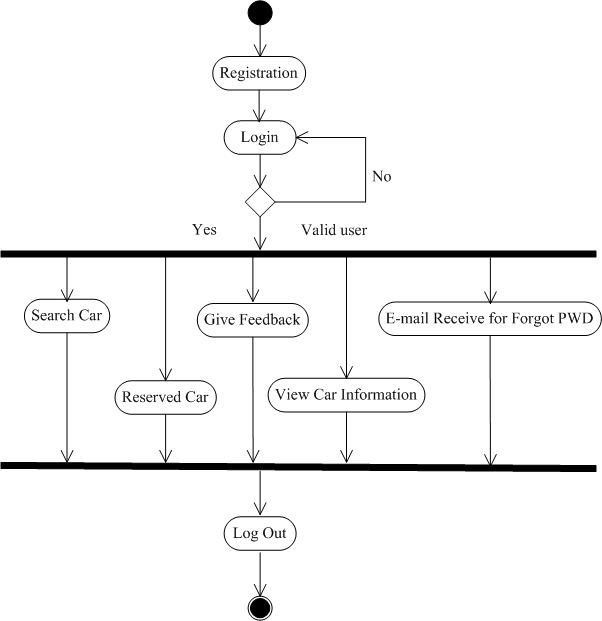 Registration
Login
No
Yes
Valid user
Search Car
Give Feedback
E-mail Receive for Forgot PWD
Reserved Car
View Car Information
Log Out